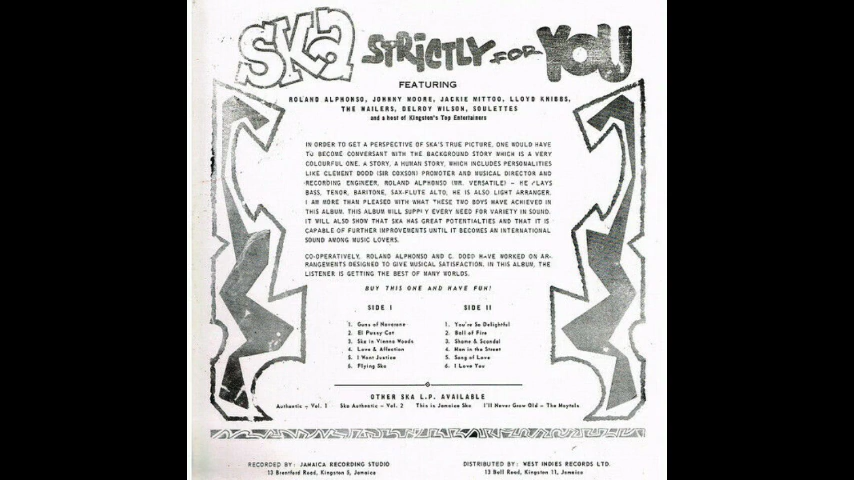 SKa STRICTLY FOR YOU
FEATURING
ROLAND ALPHONSO, JOHNNY MOORE, JACKIE MITTOO, LLOYD KNIBBS,
THE WAILERS, DELROY WILSON, SOULETTES
and a host of Kingston's Top Entertainers
IN ORDER TO GET A PERSPECTIVE OF SKA'S TRUE PICTURE, ONE WOULD HAVE
TO BECOME CONVERSANT WITH THE BACKGROUND STORY WHICH IS A VERY
COLOURFUL ONE. A STORY, A HUMAN STORY, WHICH INCLUDES PERSONALITIES
LIKE CLEMENT DODD (SIR COXSON) PROMOTER AND MUSICAL DIRECTOR AND
RECORDING ENGINEER, ROLAND ALPHONSO (MR. VERSATILE) – HE PLAYS
BASS, TENOR, BARITONE, SAX-FLUTE ALTO, HE IS ALSO LIGHT ARRANGER.
I AM MORE THAN PLEASED WITH WHAT THESE TWO BOYS HAVE ACHIEVED IN
THIS ALBUM. THIS ALBUM WILL SUPPLY EVERY NEED FOR VARIETY IN SOUND.
IT WILL ALSO SHOW THAT SKA HAS GREAT POTENTIALTIES AND THAT IT IS
CAPABLE OF FURTHER IMPROVEMENTS UNTIL IT BECOMES AN INTERNATIONAL
SOUND AMONG MUSIC LOVERS.
CO-OPERATIVELY, ROLAND ALPHONSO AND C. DODD HAVE WORKED ON AR-
RANGEMENTS DESIGNED TO GIVE MUSICAL SATISFACTION. IN THIS ALBUM, THE
LISTENER IS GETTING THE BEST OF MANY WORLDS.
BUY THIS ONE AND HAVE FUN!
SIDE I
1. Guns of Navarone
2. El Pussy Cat
3. Ska in Vienna Woods
4. Love & Affection
5. I Want Justice
6. Flying Ska
SIDE II
1. You're So Delightful
2. Ball of Fire
3. Shame & Scandal
4. Man in the Street
5. Song of Love
6. I Love You
OTHER SKA L.P. AVAILABLE
Authentic – Vol. 1 Ska Authentic – Vol. 2 This is Jamaica Ska I'll Never Grow Old – The Maytals
RECORDED BY: JAMAICA RECORDING STUDIO
13 Brentford Road, Kingston 5, Jamaica
DISTRIBUTED BY: WEST INDIES RECORDS LTD.
13 Bell Road, Kingston 11, Jamaica